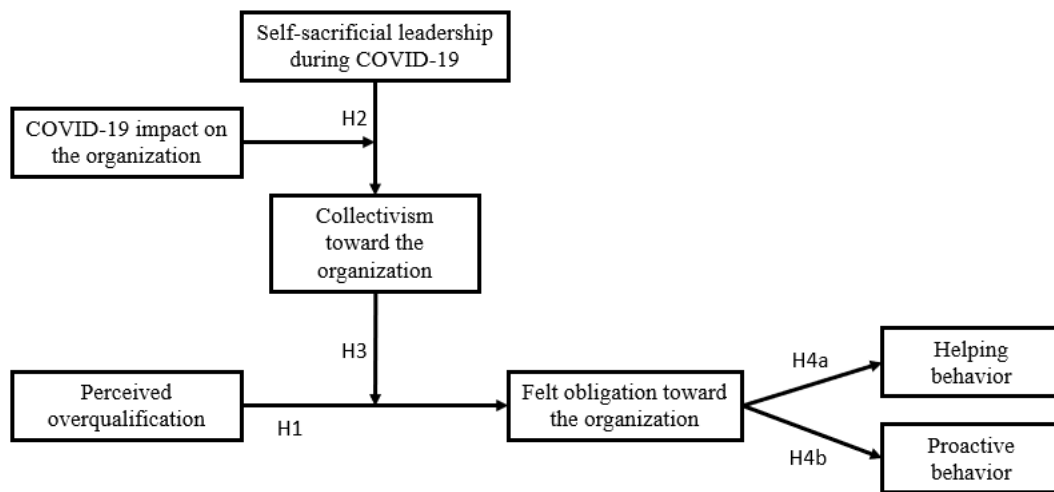 Self-sacrificial leadership
during COVID-19
H2
COVID-19 impact on
the organization
Collectivism
toward the
organization
H3
Perceived
overqualification
H1
Felt obligation toward
the organization
H4a
Helping
behavior
H4b
Proactive
behavior